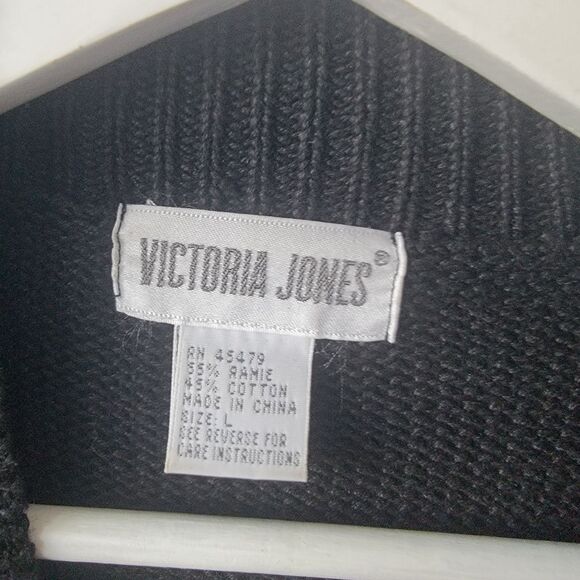 VICTORIA JONES®
RN 45479
55% RAMIE
45% COTTON
MADE IN CHINA
SIZE: L
SEE REVERSE FOR
CARE INSTRUCTIONS